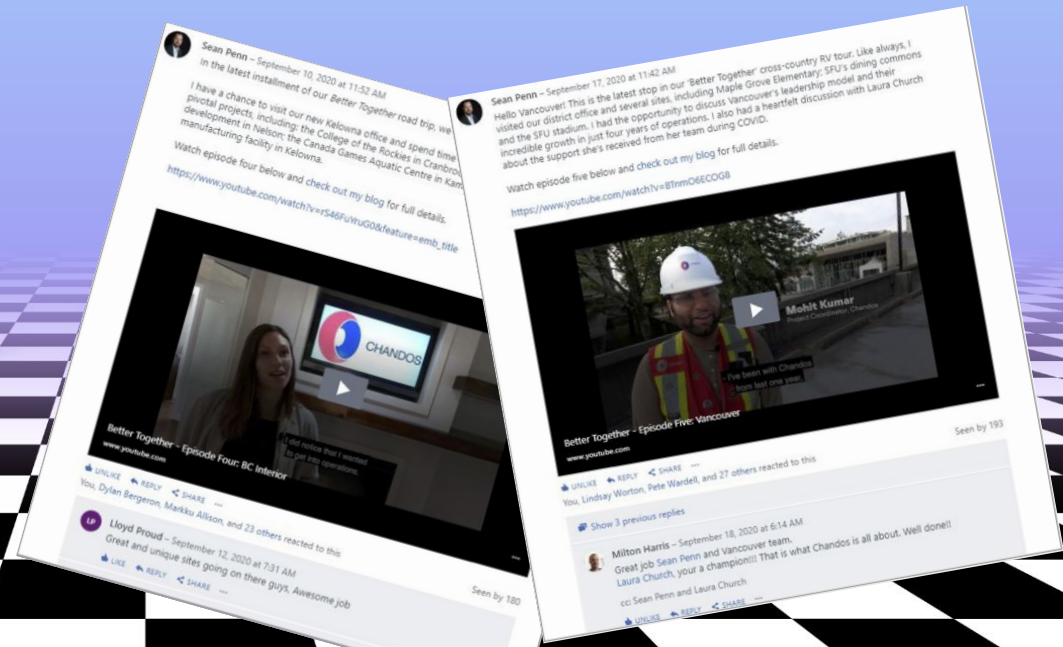 Sean Penn – September 10, 2020 at 11:52 AM
In the latest installment of our Better Together road trip, we
I have a chance to visit our new Kelowna office and spend time
pivotal projects, including: the College of the Rockies in Cranbro
development in Nelson; the Canada Games Aquatic Centre in Kam
manufacturing facility in Kelowna.
Watch episode four below and check out my blog for full details.
https://www.youtube.com/watch?v=rS46FuYruG0&feature=emb_title
CHANDOS
I did notice that I wanted
to get into operations,
Better Together - Episode Four: BC Interior
www.youtube.com
UNLIKE REPLY SHARE ...
Seen by 180
You, Dylan Bergeron, Markku Allison, and 23 others reacted to this
LP
Lloyd Proud – September 12, 2020 at 7:31 AM
Great and unique sites going on there guys, Awesome job
LIKE REPLY SHARE ...
Sean Penn – September 17, 2020 at 11:42 AM
Hello Vancouver! This is the latest stop in our 'Better Together' cross-country RV tour. Like always, I
visited our district office and several sites, including Maple Grove Elementary; SFU's dining commons
and the SFU stadium. I had the opportunity to discuss Vancouver's leadership model and their
incredible growth in just four years of operations. I also had a heartfelt discussion with Laura Church
about the support she's received from her team during COVID.
Watch episode five below and check out my blog for full details.
https://www.youtube.com/watch?v=BTnmO6ECOG8
Mohit Kumar
Project Coordinator, Chandos
- I've been with Chandos
from last one year,
Better Together - Episode Five: Vancouver
www.youtube.com
Seen by 193
UNLIKE REPLY SHARE ...
You, Lindsay Worton, Pete Wardell, and 27 others reacted to this
Show 3 previous replies
Milton Harris – September 18, 2020 at 6:14 AM
Great job Sean Penn and Vancouver team.
Laura Church, your a champion!!! That is what Chandos is all about. Well done!!
cc: Sean Penn and Laura Church
UNLIKE REPLY SHARE ...